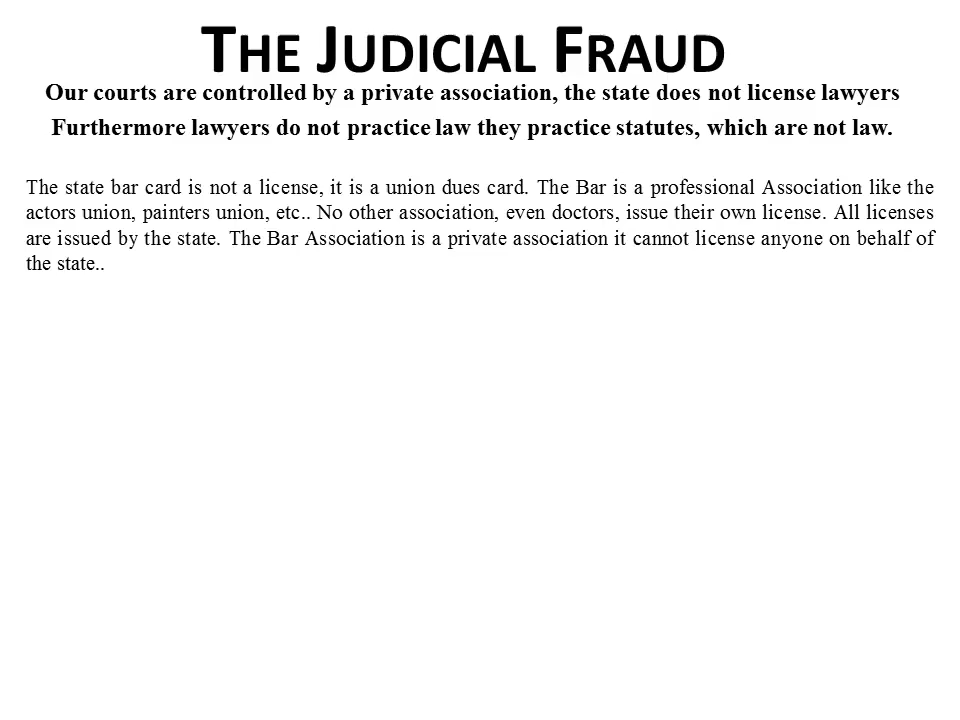 THE JUDICIAL FRAUD
Our courts are controlled by a private association, the state does not license lawyers
Furthermore lawyers do not practice law they practice statutes, which are not law.
The state bar card is not a license, it is a union dues card. The Bar is a professional Association like the
actors union, painters union, etc.. No other association, even doctors, issue their own license. All licenses
are issued by the state. The Bar Association is a private association it cannot license anyone on behalf of
the state..